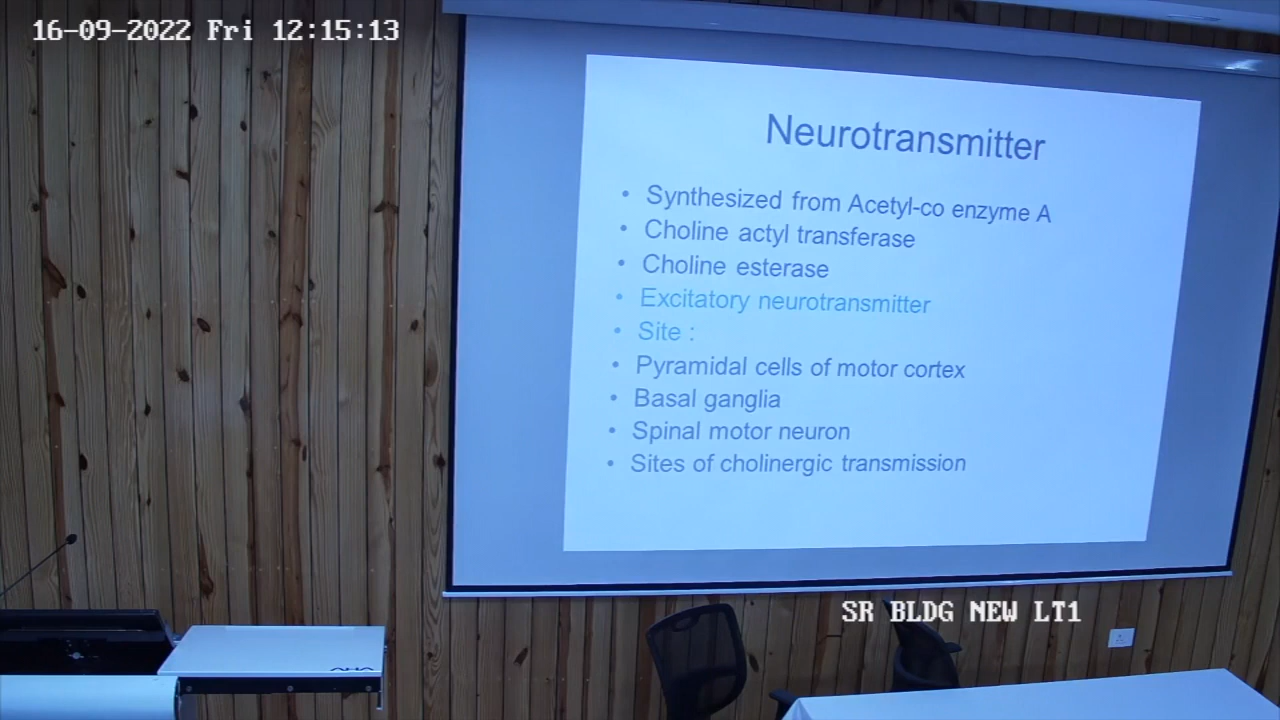 16-09-2022 Fri 12:15:13
Neurotransmitter
• Synthesized from Acetyl-co enzyme A
• Choline actyl transferase
• Choline esterase
• Excitatory neurotransmitter
• Site :
• Pyramidal cells of motor cortex
• Basal ganglia
• Spinal motor neuron
• Sites of cholinergic transmission
SR BLDG NEW LT1
AHA